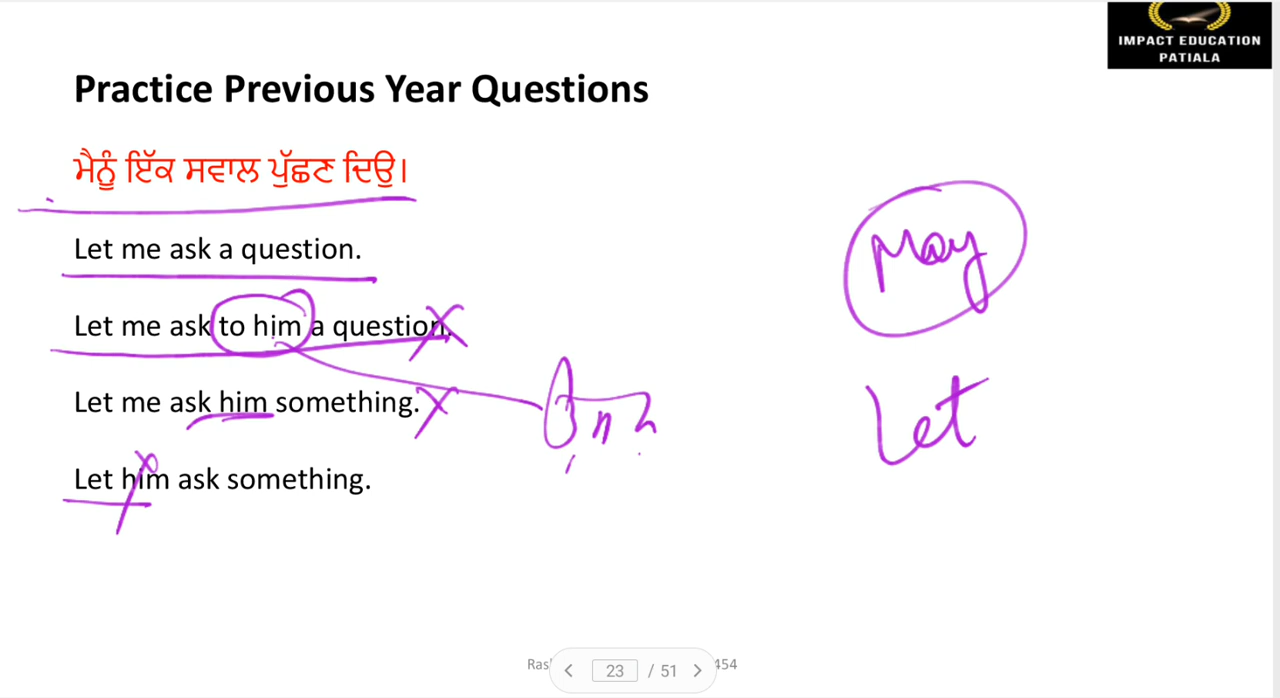 IMPACT EDUCATION
PATIALA
Practice Previous Year Questions
ਮੈਨੂੰ ਇੱਕ ਸਵਾਲ ਪੁੱਛਣ ਦਿਉ।
Let me ask a question.
May
Let me ask to him a question.
Let me ask him something.
Let
Let him ask something.
23 / 51
454